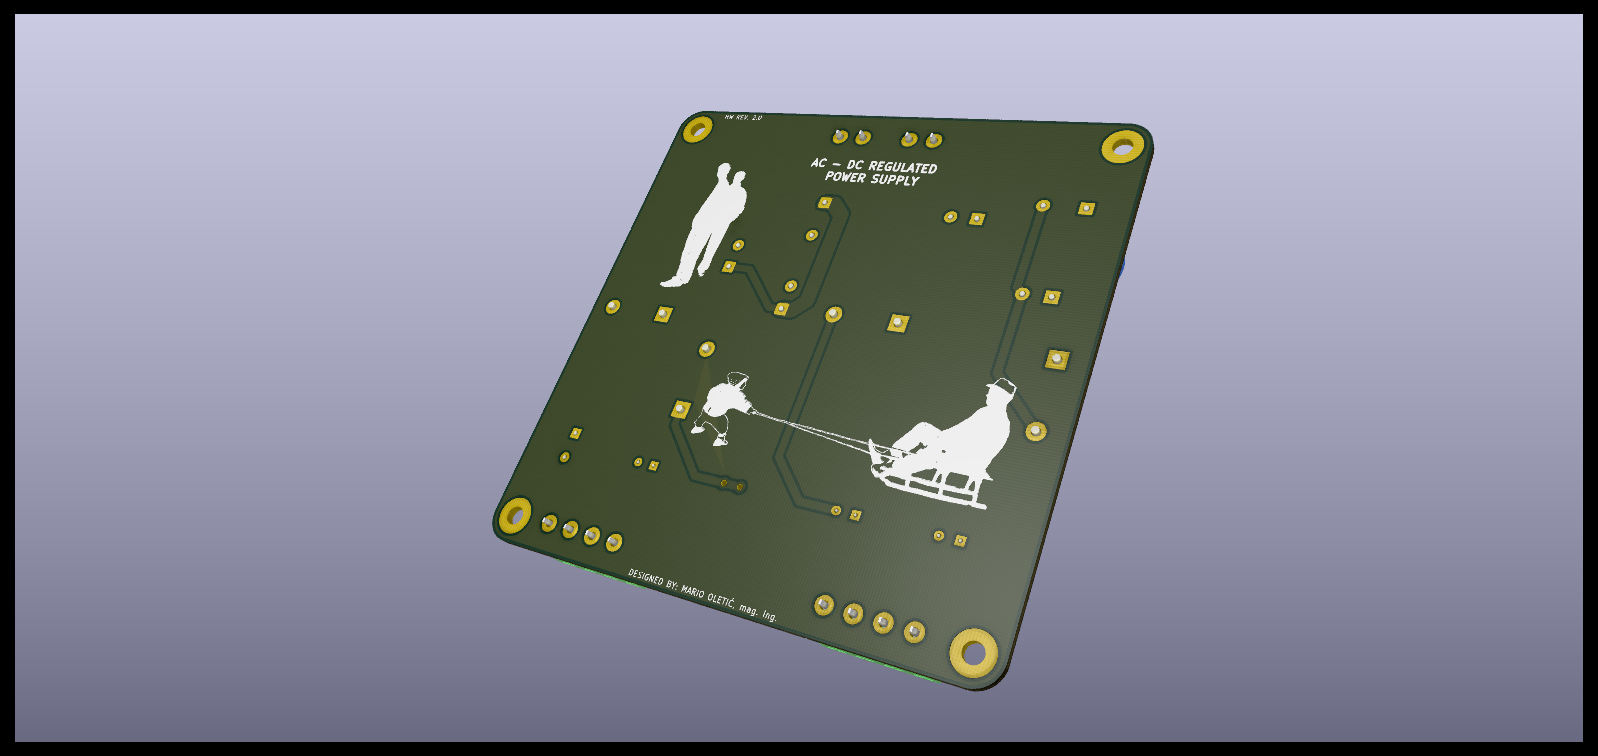 HW REV. 2.0
AC - DC REGULATED
POWER SUPPLY
DESIGNED BY: MARIO OLETIĆ, mag. ing.